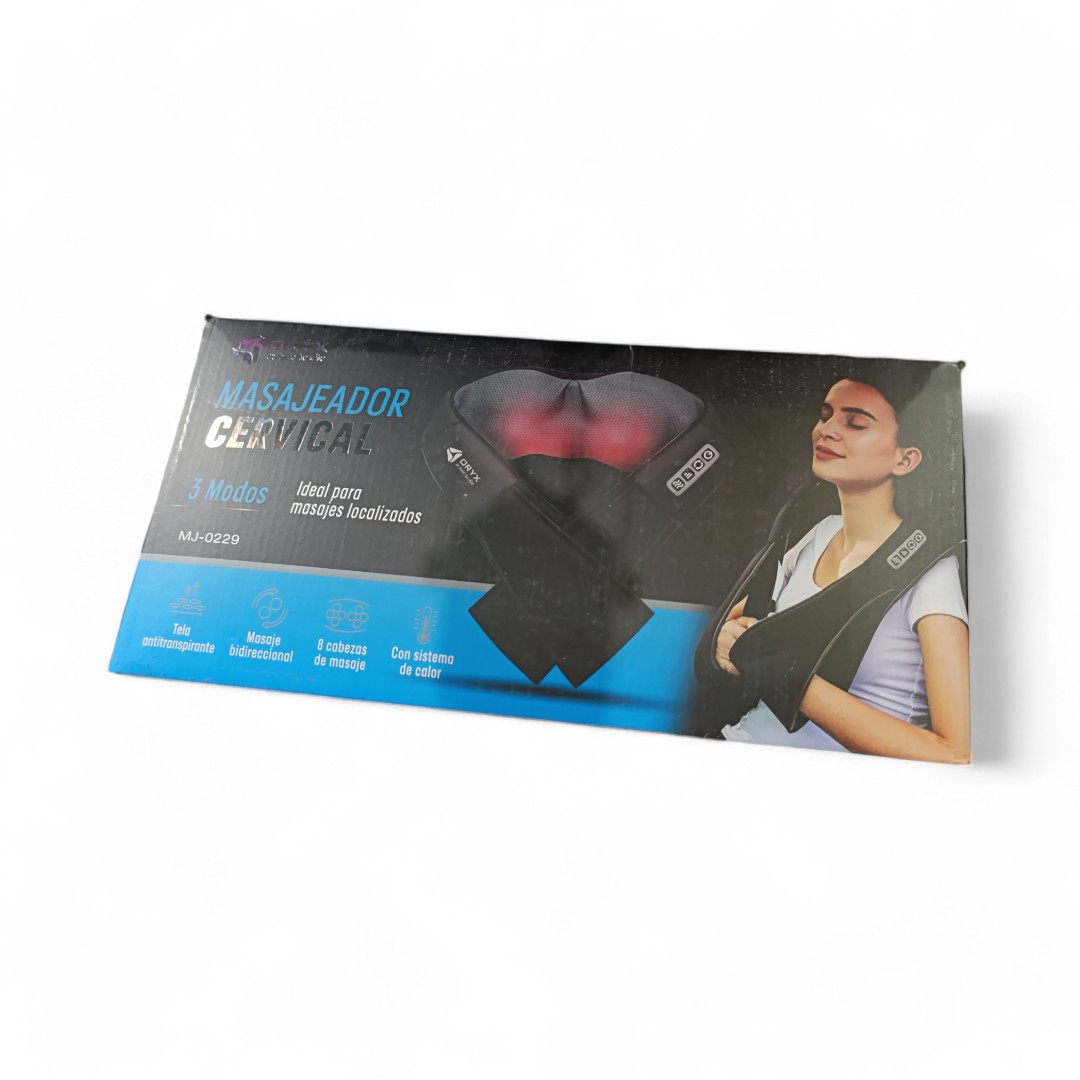 MASAJEADOR
CERVICAL
3 Modos
Ideal para
masajes localizados
MJ-0229
ORYX
Tela
antitranspirante
Masaje
bidireccional
8 cabezas
de masaje
Con sistema
de calor